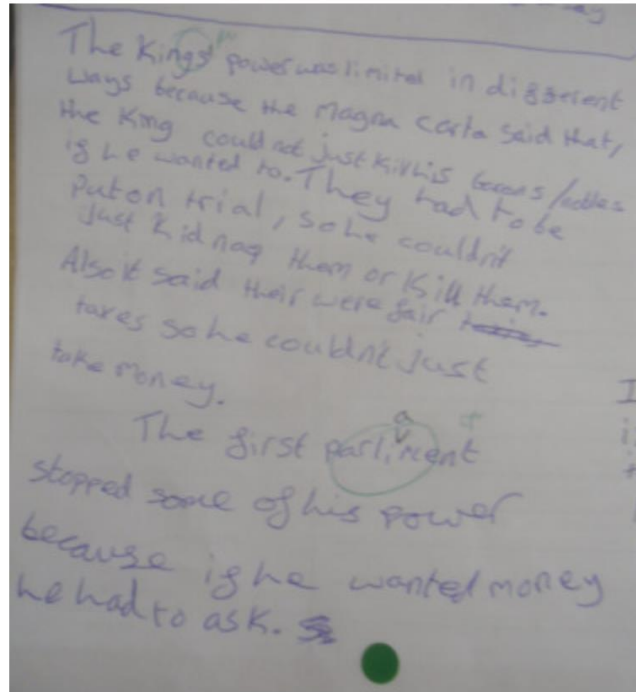 The Kings power was limited in different
ways because the Magna Carta said that,
the King could not just kill his barons/nobles
if he wanted to. They had to be
put on trial, so he couldn't
just kidnap them or kill them.
Also it said their were fair
taxes so he couldn't just
take money.
The first parliment
stopped some of his power
because if he wanted money
he had to ask.